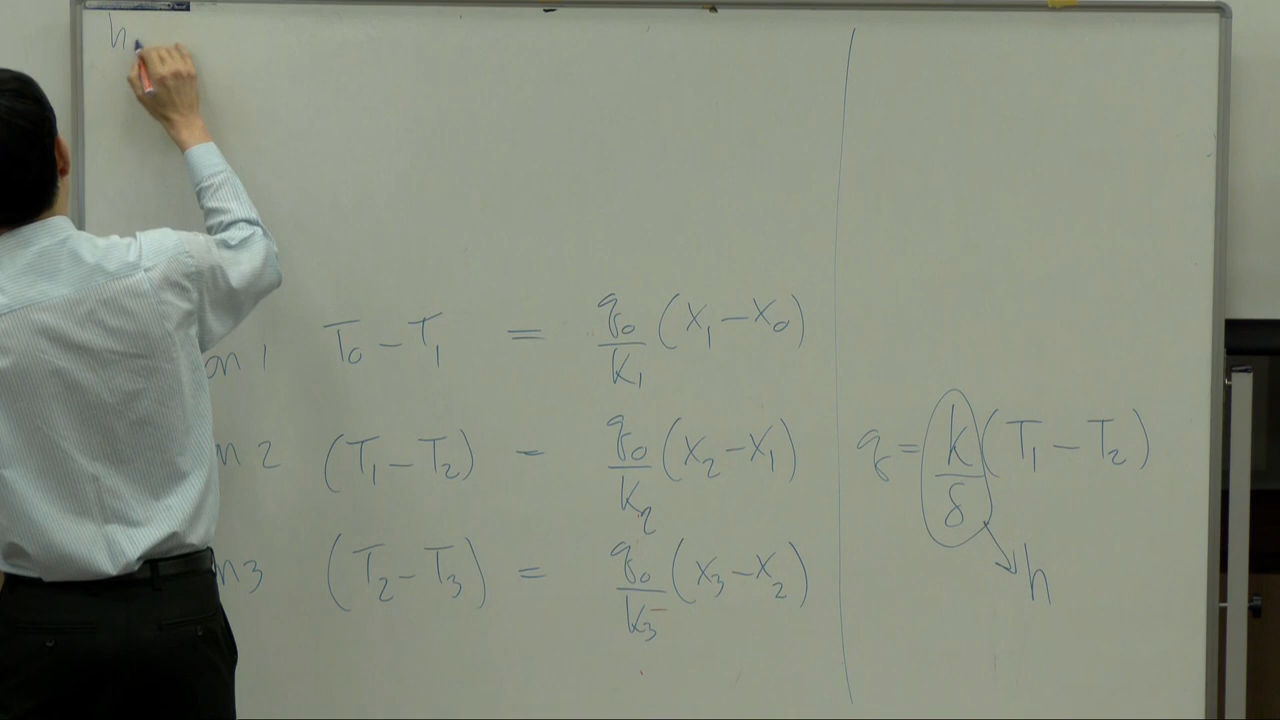 h
on 1 T₀ − T₁ = q₀/k₁ (x₁ − x₀)
n 2 (T₁ − T₂) − q₀/k₂ (x₂ − x₁)
q = k/δ (T₁ − T₂)
n 3 (T₂ − T₃) = q₀/k₃ (x₃ − x₂)
h